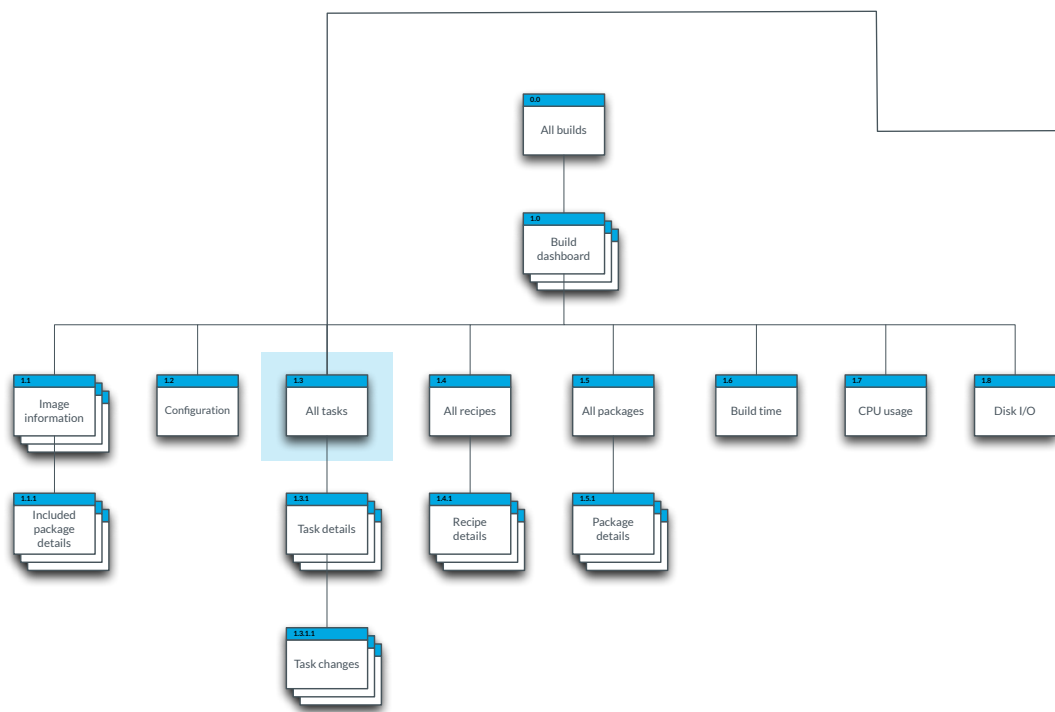 0.0
All builds
1.0
Build
dashboard
1.1
Image
information
1.2
Configuration
1.3
All tasks
1.4
All recipes
1.5
All packages
1.6
Build time
1.7
CPU usage
1.8
Disk I/O
1.1.1
Included
package
details
1.3.1
Task details
1.4.1
Recipe
details
1.5.1
Package
details
1.3.1.1
Task changes